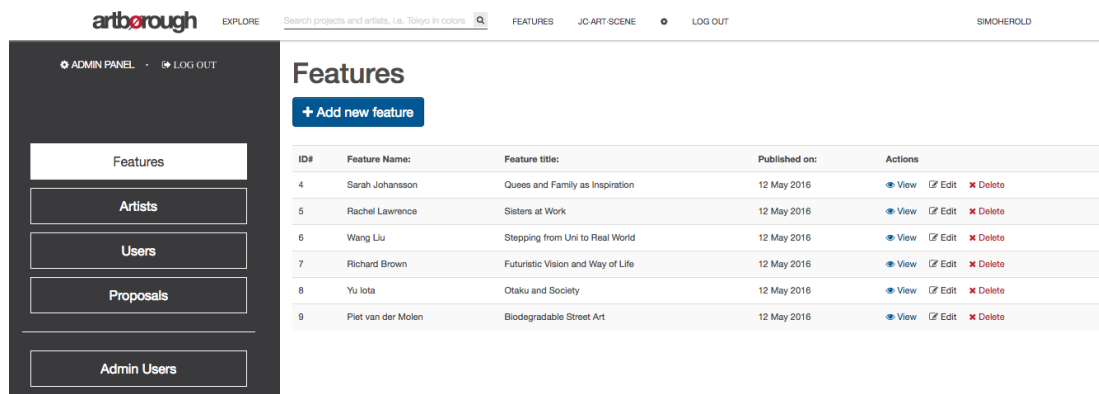 artbørough EXPLORE Search projects and artists, i.e. Tokyo in colors FEATURES JC-ART-SCENE LOG OUT SIMOHEROLD
ADMIN PANEL - LOG OUT
Features
Artists
Users
Proposals
Admin Users
Features
+ Add new feature
ID# Feature Name: Feature title: Published on: Actions
4 Sarah Johansson Quees and Family as Inspiration 12 May 2016 View Edit Delete
5 Rachel Lawrence Sisters at Work 12 May 2016 View Edit Delete
6 Wang Liu Stepping from Uni to Real World 12 May 2016 View Edit Delete
7 Richard Brown Futuristic Vision and Way of Life 12 May 2016 View Edit Delete
8 Yu Iota Otaku and Society 12 May 2016 View Edit Delete
9 Piet van der Molen Biodegradable Street Art 12 May 2016 View Edit Delete